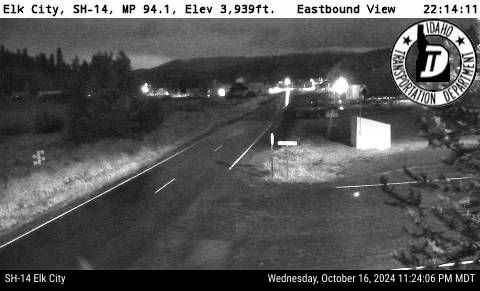 Elk City, SH-14, MP 94.1, Elev 3,939ft. Eastbound View 22:14:11
IDAHO
TRANSPORTATION DEPARTMENT
SH-14 Elk City Wednesday, October 16, 2024 11:24:06 PM MDT